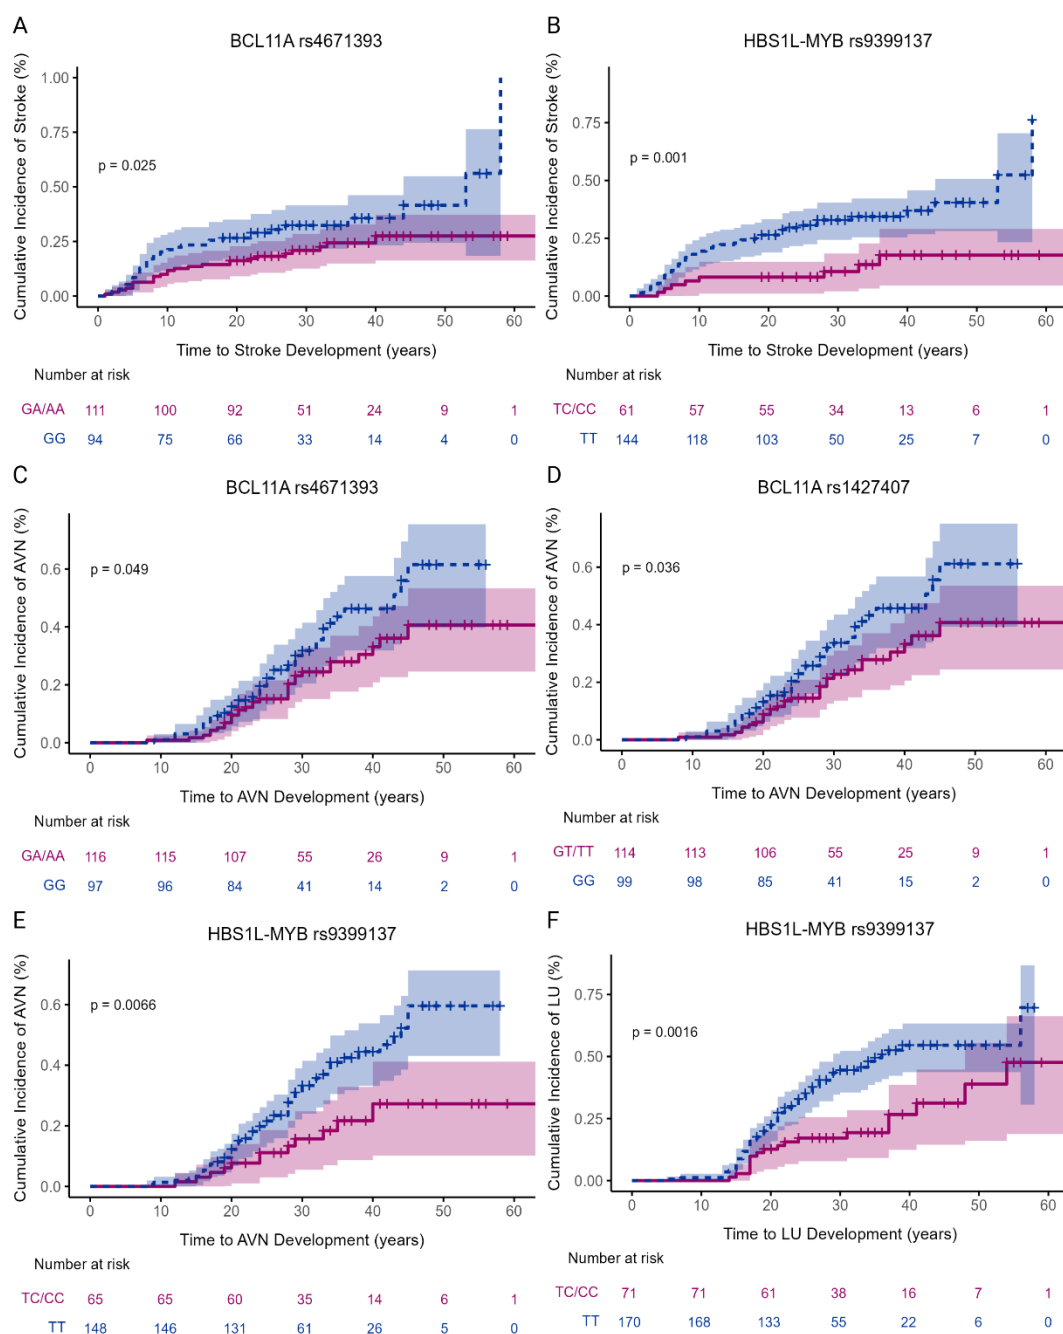 A
BCL11A rs4671393
Cumulative Incidence of Stroke (%)
1.00
0.75
0.50
0.25
0.00
p = 0.025
0 10 20 30 40 50 60
Time to Stroke Development (years)
Number at risk
GA/AA 111 100 92 51 24 9 1
GG 94 75 66 33 14 4 0
B
HBS1L-MYB rs9399137
Cumulative Incidence of Stroke (%)
0.75
0.50
0.25
0.00
p = 0.001
0 10 20 30 40 50 60
Time to Stroke Development (years)
Number at risk
TC/CC 61 57 55 34 13 6 1
TT 144 118 103 50 25 7 0
C
BCL11A rs4671393
Cumulative Incidence of AVN (%)
0.6
0.4
0.2
0.0
p = 0.049
0 10 20 30 40 50 60
Time to AVN Development (years)
Number at risk
GA/AA 116 115 107 55 26 9 1
GG 97 96 84 41 14 2 0
D
BCL11A rs1427407
Cumulative Incidence of AVN (%)
0.6
0.4
0.2
0.0
p = 0.036
0 10 20 30 40 50 60
Time to AVN Development (years)
Number at risk
GT/TT 114 113 106 55 25 9 1
GG 99 98 85 41 15 2 0
E
HBS1L-MYB rs9399137
Cumulative Incidence of AVN (%)
0.6
0.4
0.2
0.0
p = 0.0066
0 10 20 30 40 50 60
Time to AVN Development (years)
Number at risk
TC/CC 65 65 60 35 14 6 1
TT 148 146 131 61 26 5 0
F
HBS1L-MYB rs9399137
Cumulative Incidence of LU (%)
0.75
0.50
0.25
0.00
p = 0.0016
0 10 20 30 40 50 60
Time to LU Development (years)
Number at risk
TC/CC 71 71 61 38 16 7 1
TT 170 168 133 55 22 6 0